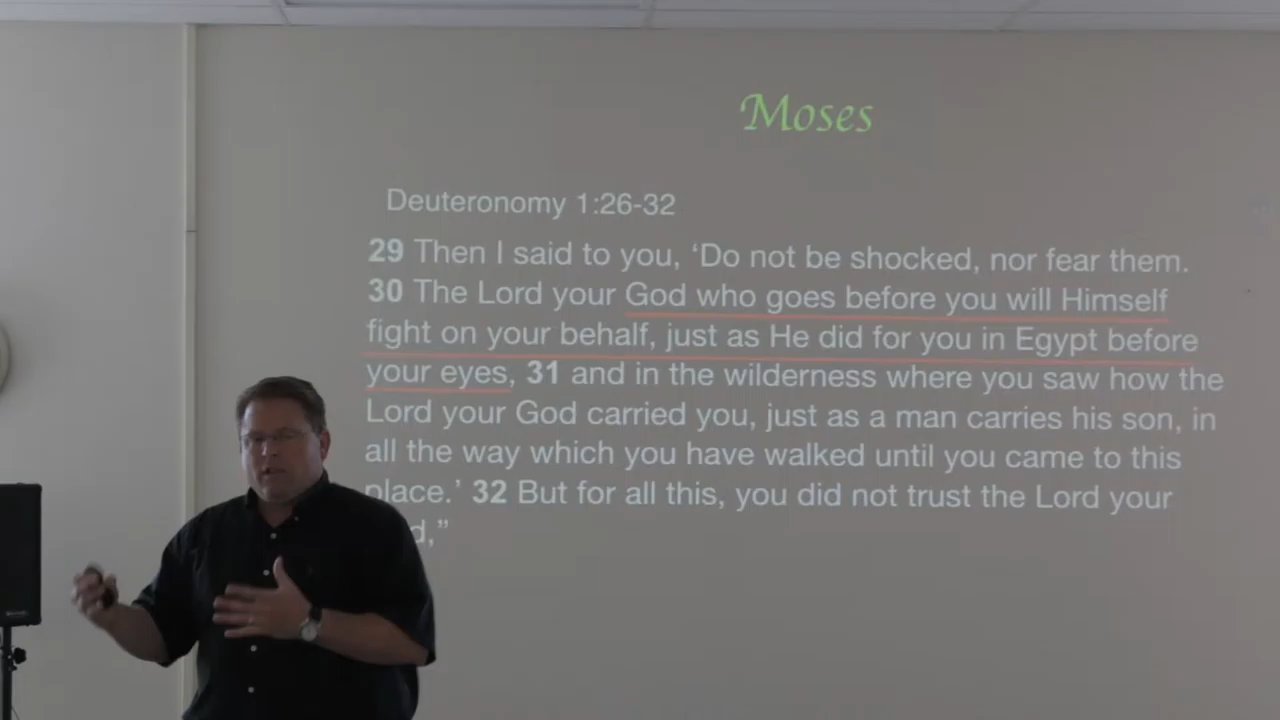 Moses
Deuteronomy 1:26-32
29 Then I said to you, ‘Do not be shocked, nor fear them.
30 The Lord your God who goes before you will Himself
fight on your behalf, just as He did for you in Egypt before
your eyes, 31 and in the wilderness where you saw how the
Lord your God carried you, just as a man carries his son, in
all the way which you have walked until you came to this
place.’ 32 But for all this, you did not trust the Lord your
d,”